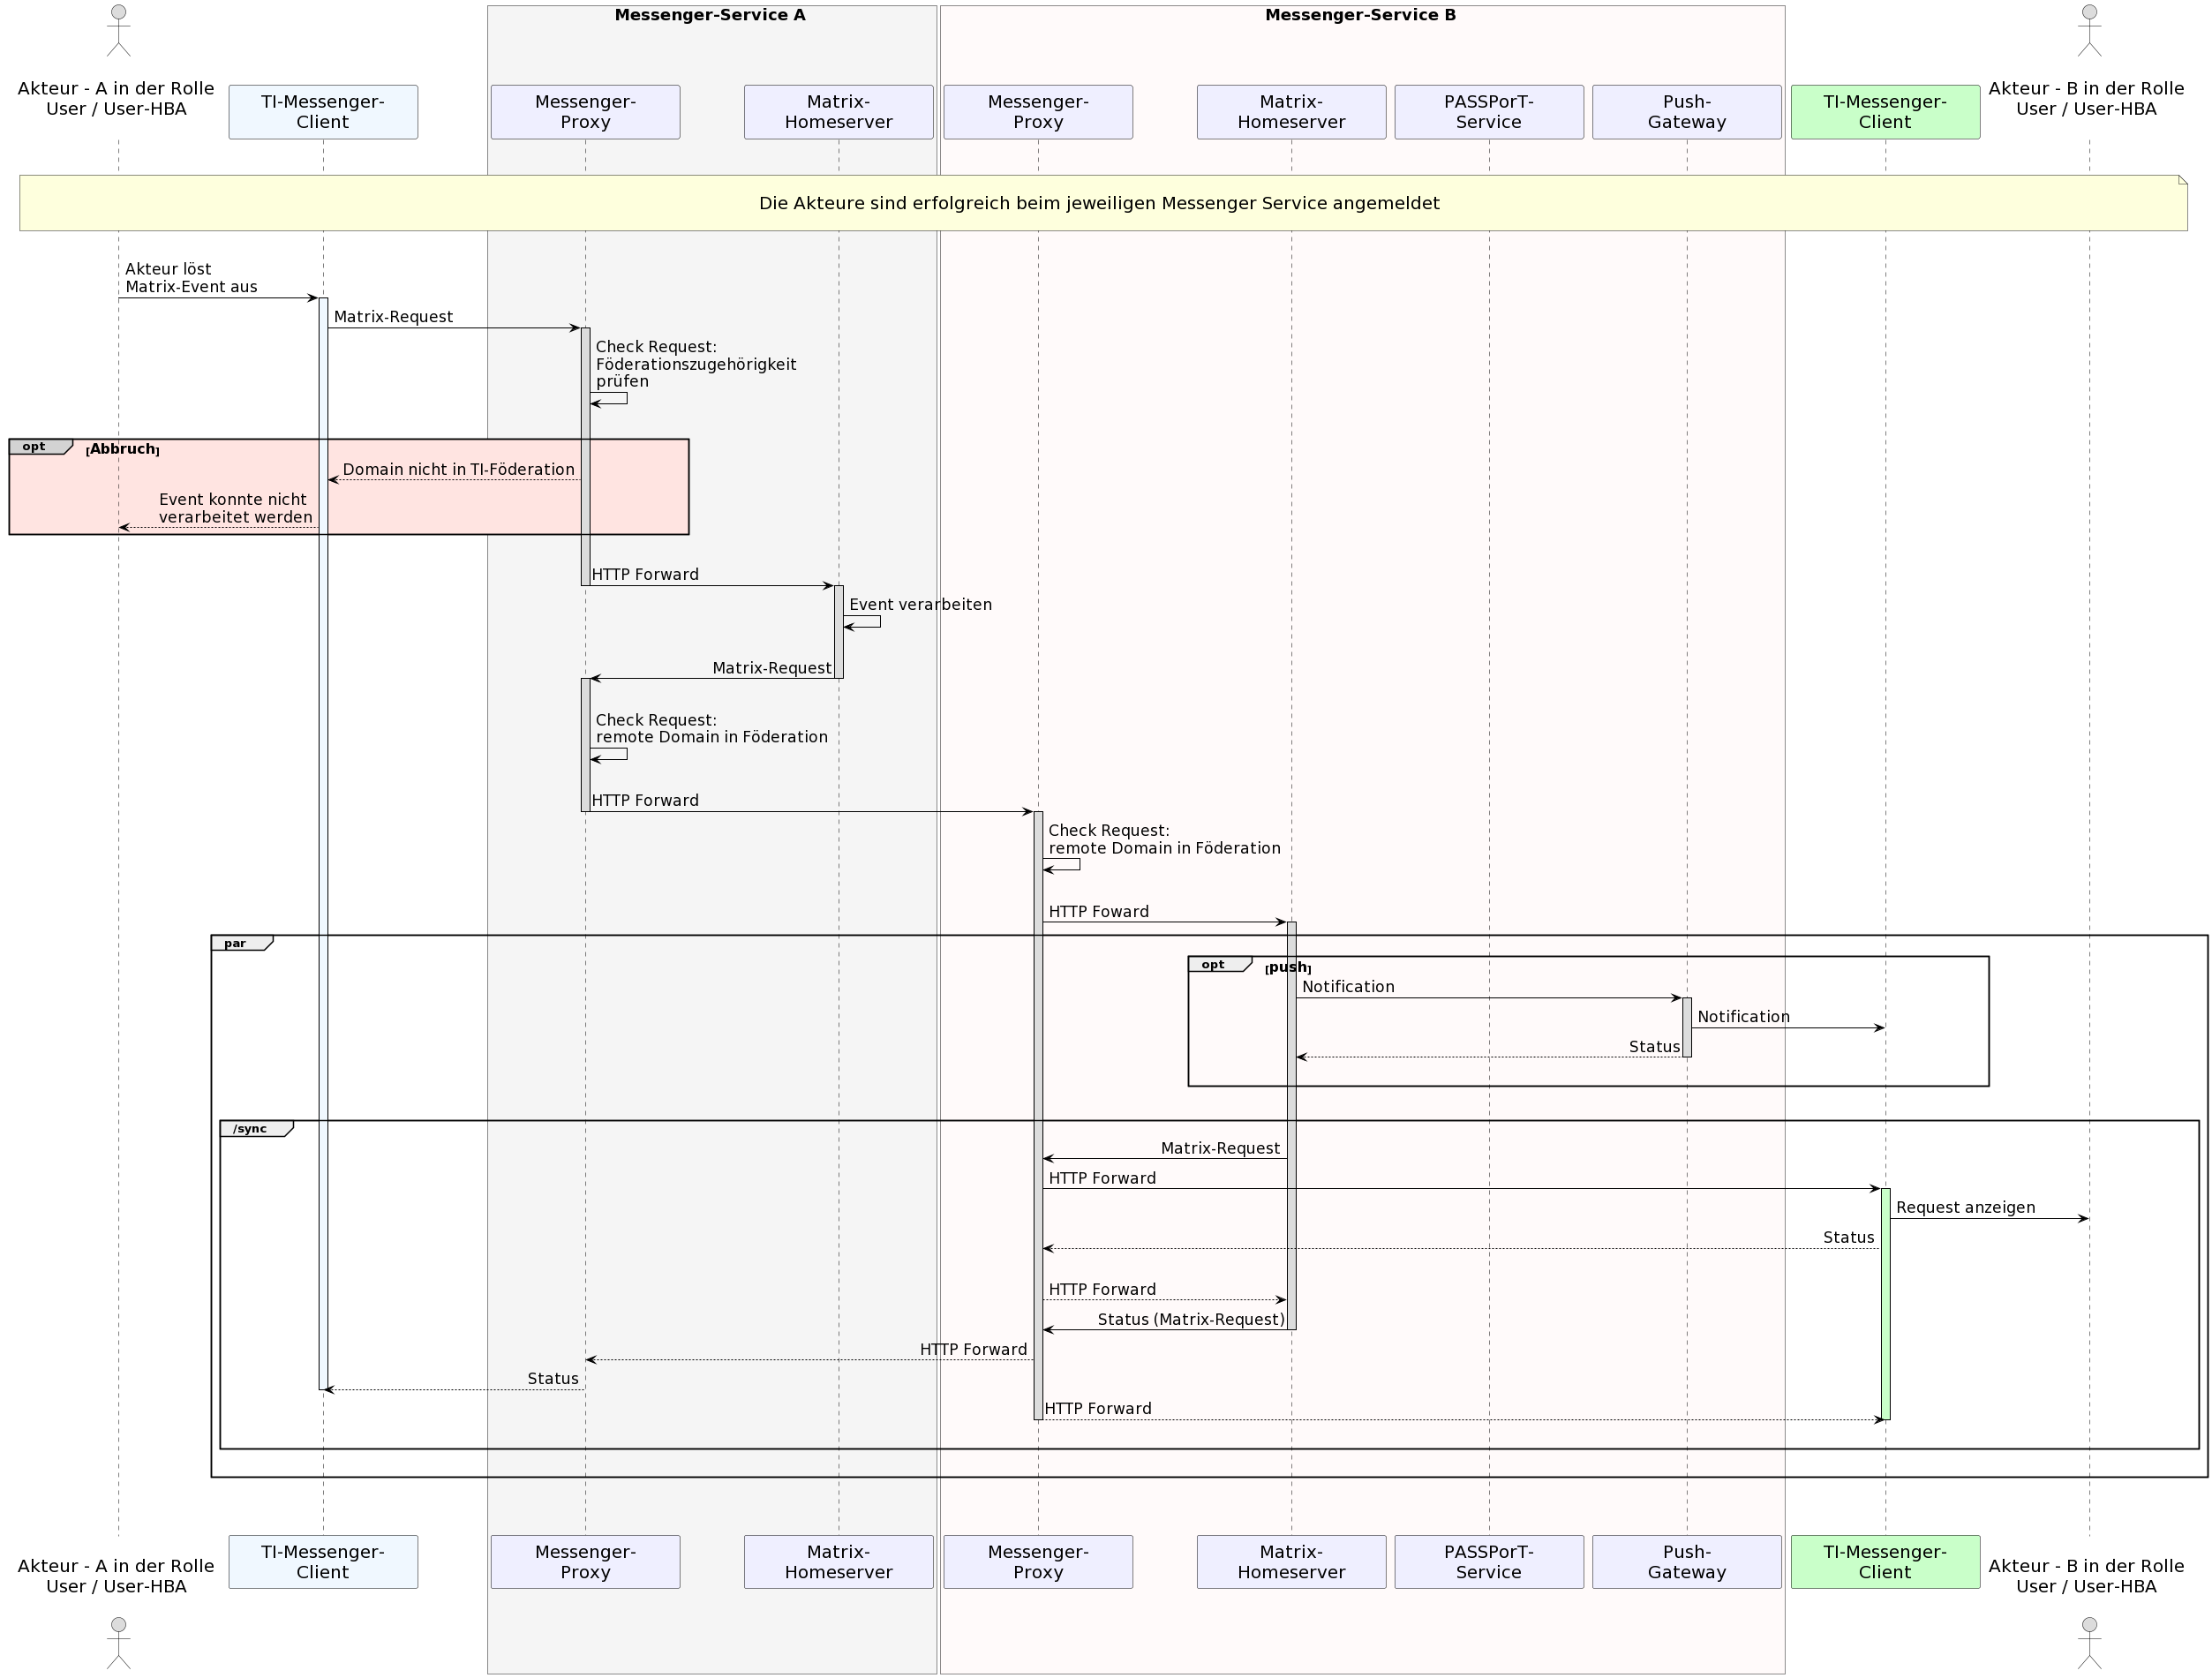 Messenger-Service A
Messenger-Service B
Akteur - A in der Rolle
User / User-HBA
TI-Messenger-
Client
Messenger-
Proxy
Matrix-
Homeserver
Messenger-
Proxy
Matrix-
Homeserver
PASSPorT-
Service
Push-
Gateway
TI-Messenger-
Client
Akteur - B in der Rolle
User / User-HBA
Die Akteure sind erfolgreich beim jeweiligen Messenger Service angemeldet
Akteur löst
Matrix-Event aus
Matrix-Request
Check Request:
Föderationszugehörigkeit
prüfen
opt
[Abbruch]
Domain nicht in TI-Föderation
Event konnte nicht
verarbeitet werden
HTTP Forward
Event verarbeiten
Matrix-Request
Check Request:
remote Domain in Föderation
HTTP Forward
Check Request:
remote Domain in Föderation
HTTP Foward
par
opt
[push]
Notification
Notification
Status
/sync
Matrix-Request
HTTP Forward
Request anzeigen
Status
HTTP Forward
Status (Matrix-Request)
HTTP Forward
Status
HTTP Forward
Akteur - A in der Rolle
User / User-HBA
TI-Messenger-
Client
Messenger-
Proxy
Matrix-
Homeserver
Messenger-
Proxy
Matrix-
Homeserver
PASSPorT-
Service
Push-
Gateway
TI-Messenger-
Client
Akteur - B in der Rolle
User / User-HBA